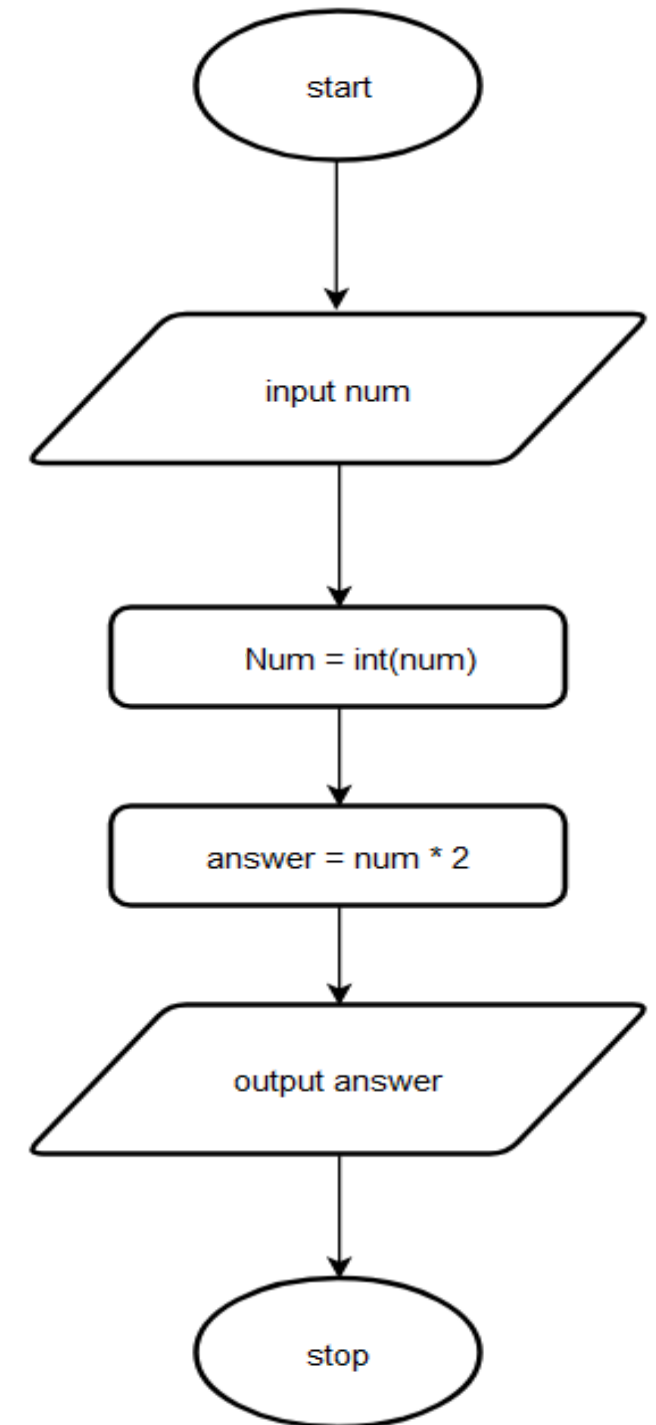 start
input num
Num = int(num)
answer = num * 2
output answer
stop